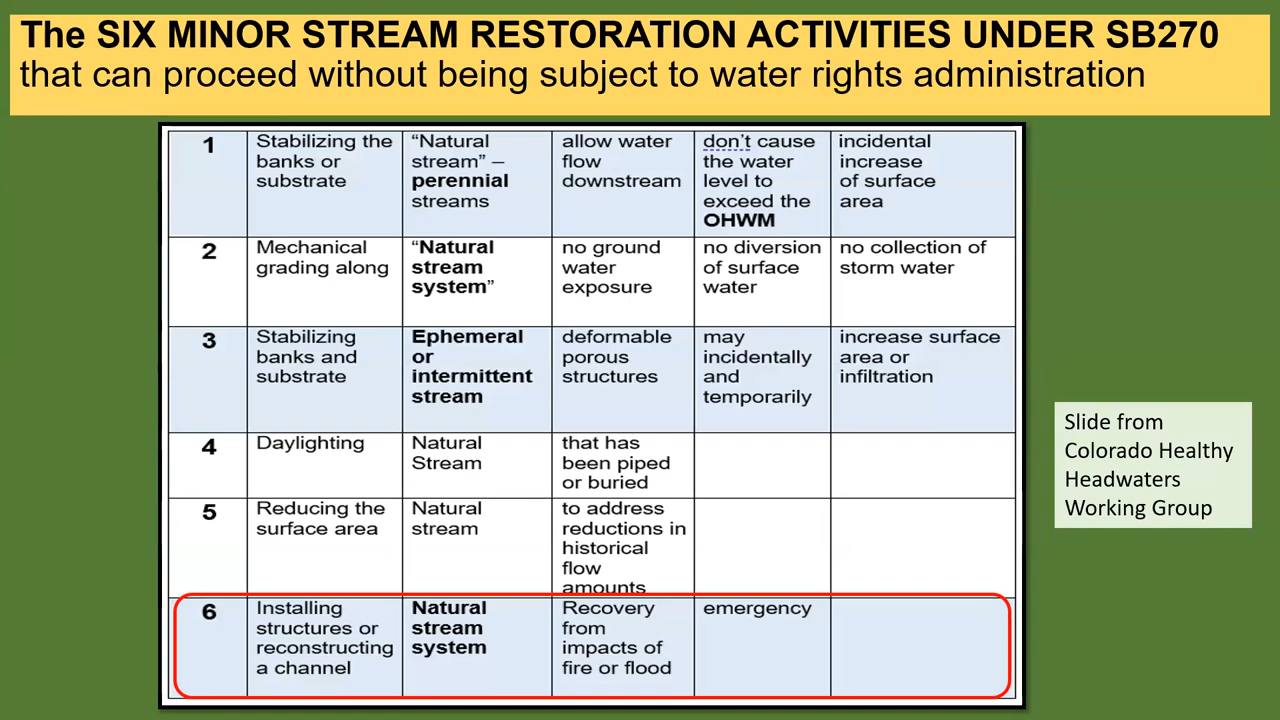 The SIX MINOR STREAM RESTORATION ACTIVITIES UNDER SB270
that can proceed without being subject to water rights administration
1
Stabilizing the
banks or
substrate
“Natural
stream” –
perennial
streams
allow water
flow
downstream
don’t cause
the water
level to
exceed the
OHWM
incidental
increase
of surface
area
2
Mechanical
grading along
“Natural
stream
system”
no ground
water
exposure
no diversion
of surface
water
no collection of
storm water
3
Stabilizing
banks and
substrate
Ephemeral
or
intermittent
stream
deformable
porous
structures
may
incidentally
and
temporarily
increase surface
area or
infiltration
4
Daylighting
Natural
Stream
that has
been piped
or buried
5
Reducing the
surface area
Natural
stream
to address
reductions in
historical
flow
amounts
6
Installing
structures or
reconstructing
a channel
Natural
stream
system
Recovery
from
impacts of
fire or flood
emergency
Slide from
Colorado Healthy
Headwaters
Working Group